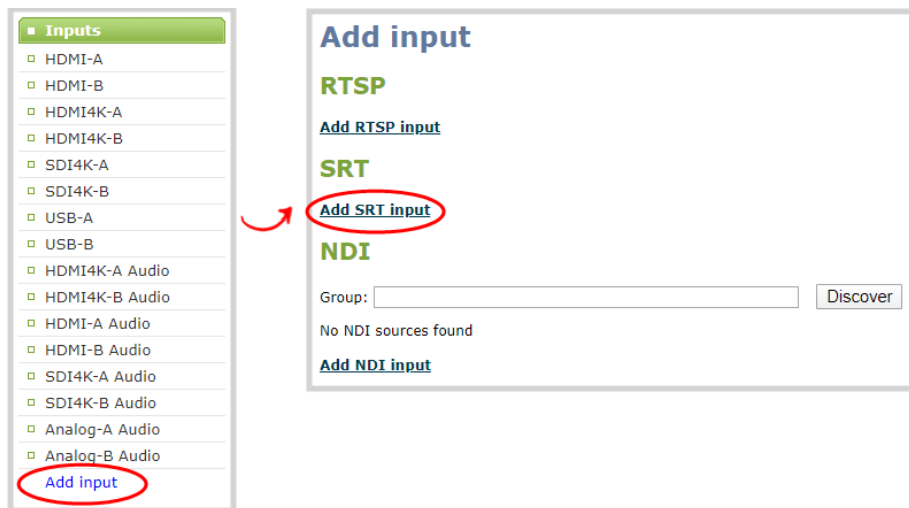 Inputs
HDMI-A
HDMI-B
HDMI4K-A
HDMI4K-B
SDI4K-A
SDI4K-B
USB-A
USB-B
HDMI4K-A Audio
HDMI4K-B Audio
HDMI-A Audio
HDMI-B Audio
SDI4K-A Audio
SDI4K-B Audio
Analog-A Audio
Analog-B Audio
Add input
Add input
RTSP
Add RTSP input
SRT
Add SRT input
NDI
Group: Discover
No NDI sources found
Add NDI input